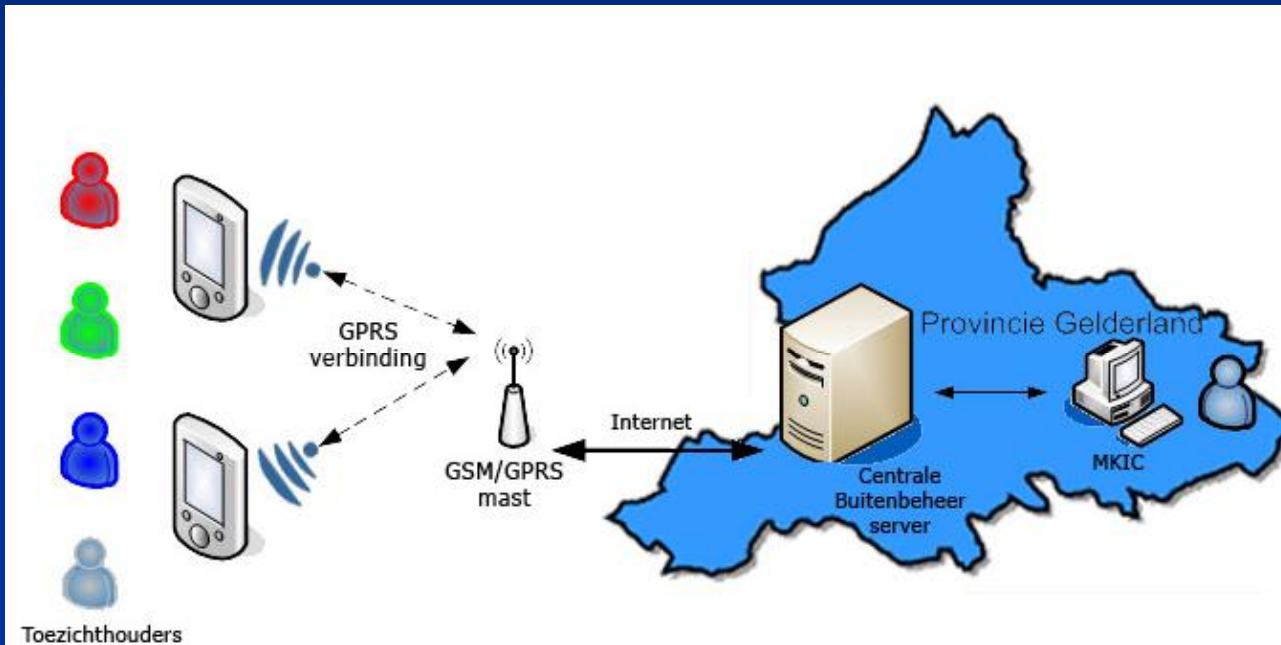 GPRS
verbinding
GSM/GPRS
mast
Internet
Provincie Gelderland
Centrale
Buitenbeheer
server
MKIC
Toezichthouders